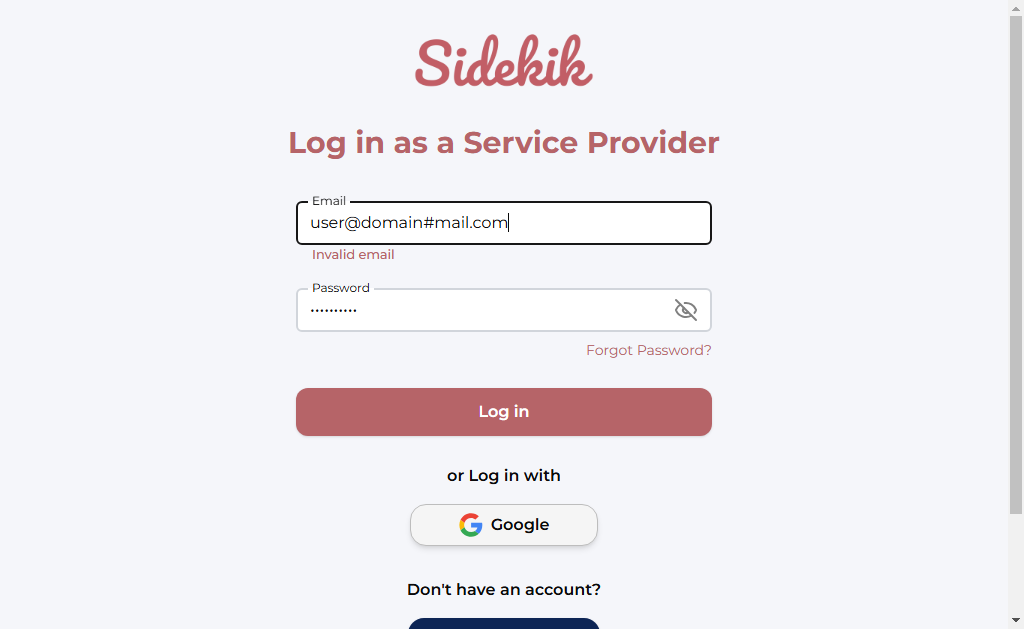 Sidekik
Log in as a Service Provider
Email
user@domain#mail.com
Invalid email
Password
••••••••••
Forgot Password?
Log in
or Log in with
Google
Don't have an account?